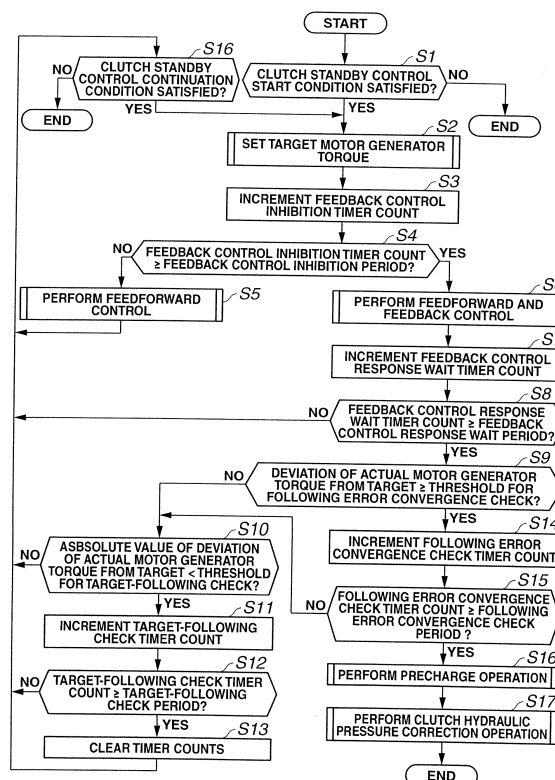 START
S16
CLUTCH STANDBY
CONTROL CONTINUATION
CONDITION SATISFIED?
NO
YES
END
S1
CLUTCH STANDBY CONTROL
START CONDITION SATISFIED?
NO
YES
END
S2
SET TARGET MOTOR GENERATOR
TORQUE
S3
INCREMENT FEEDBACK CONTROL
INHIBITION TIMER COUNT
S4
NO
FEEDBACK CONTROL INHIBITION TIMER COUNT
≥ FEEDBACK CONTROL INHIBITION PERIOD?
YES
S5
PERFORM FEEDFORWARD
CONTROL
PERFORM FEEDFORWARD AND
FEEDBACK CONTROL
INCREMENT FEEDBACK CONTROL
RESPONSE WAIT TIMER COUNT
S8
NO
FEEDBACK CONTROL RESPONSE
WAIT TIMER COUNT ≥ FEEDBACK
CONTROL RESPONSE WAIT PERIOD?
YES
S9
NO
DEVIATION OF ACTUAL MOTOR GENERATOR
TORQUE FROM TARGET ≥ THRESHOLD FOR
FOLLOWING ERROR CONVERGENCE CHECK?
YES
S10
NO
ASBSOLUTE VALUE OF DEVIATION
OF ACTUAL MOTOR GENERATOR
TORQUE FROM TARGET < THRESHOLD
FOR TARGET-FOLLOWING CHECK?
YES
S11
INCREMENT TARGET-FOLLOWING
CHECK TIMER COUNT
S12
NO
TARGET-FOLLOWING CHECK TIMER
COUNT ≥ TARGET-FOLLOWING
CHECK PERIOD?
YES
S13
CLEAR TIMER COUNTS
S14
INCREMENT FOLLOWING ERROR
CONVERGENCE CHECK TIMER COUNT
S15
NO
FOLLOWING ERROR CONVERGENCE
CHECK TIMER COUNT ≥ FOLLOWING
ERROR CONVERGENCE CHECK
PERIOD ?
YES
S16
PERFORM PRECHARGE OPERATION
S17
PERFORM CLUTCH HYDRAULIC
PRESSURE CORRECTION OPERATION
END